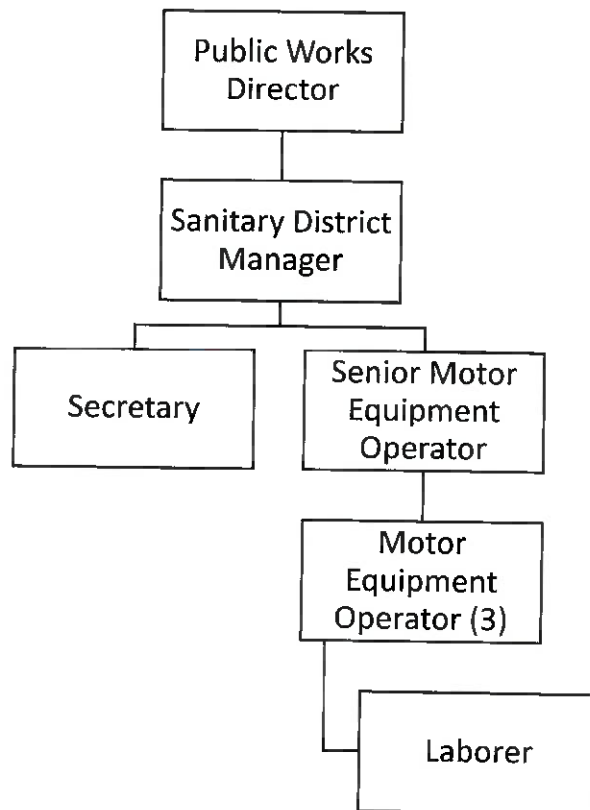 Public Works
Director
Sanitary District
Manager
Secretary
Senior Motor
Equipment
Operator
Motor
Equipment
Operator (3)
Laborer